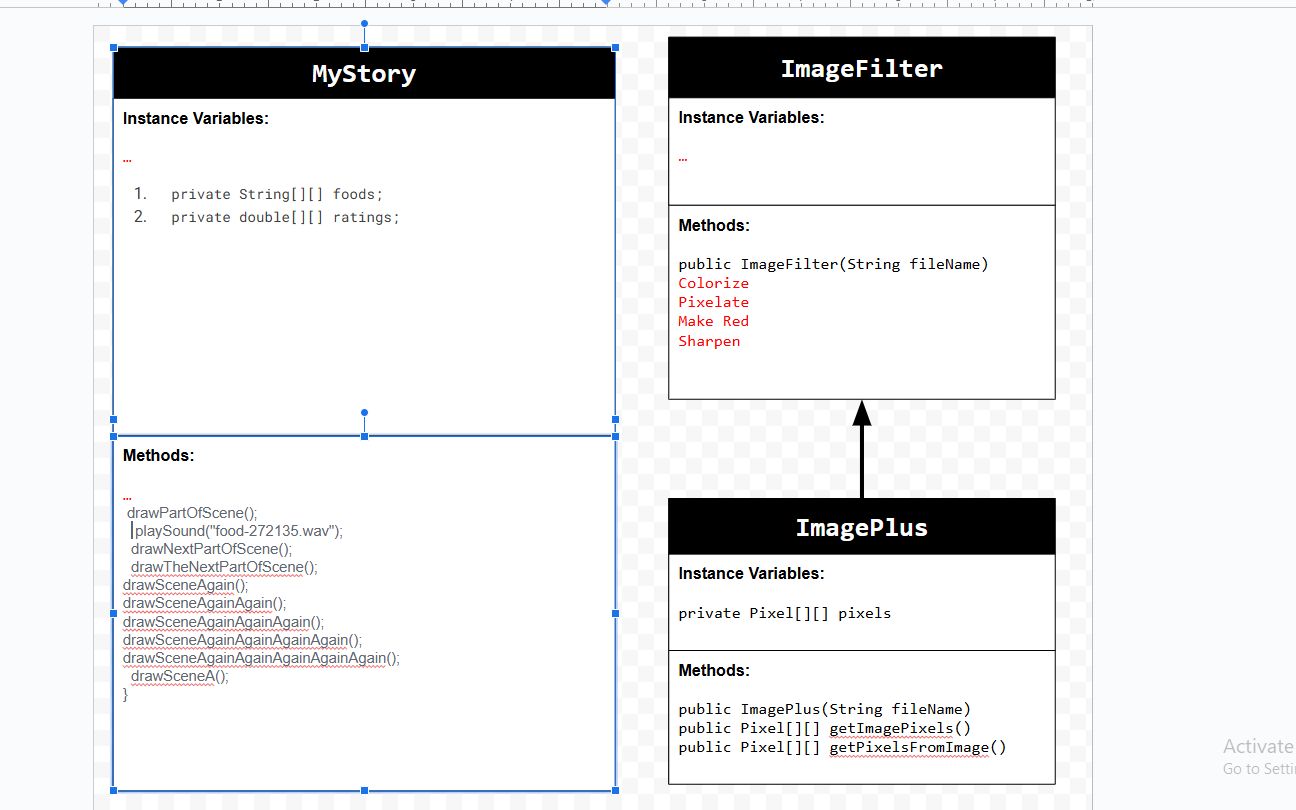 MyStory
Instance Variables:
…
1. private String[][] foods;
2. private double[][] ratings;
Methods:
…
drawPartOfScene();
playSound("food-272135.wav");
drawNextPartOfScene();
drawTheNextPartOfScene();
drawSceneAgain();
drawSceneAgainAgain();
drawSceneAgainAgainAgain();
drawSceneAgainAgainAgainAgain();
drawSceneAgainAgainAgainAgainAgain();
drawSceneA();
}
ImageFilter
Instance Variables:
…
Methods:
public ImageFilter(String fileName)
Colorize
Pixelate
Make Red
Sharpen
ImagePlus
Instance Variables:
private Pixel[][] pixels
Methods:
public ImagePlus(String fileName)
public Pixel[][] getImagePixels()
public Pixel[][] getPixelsFromImage()
Activate
Go to Setti